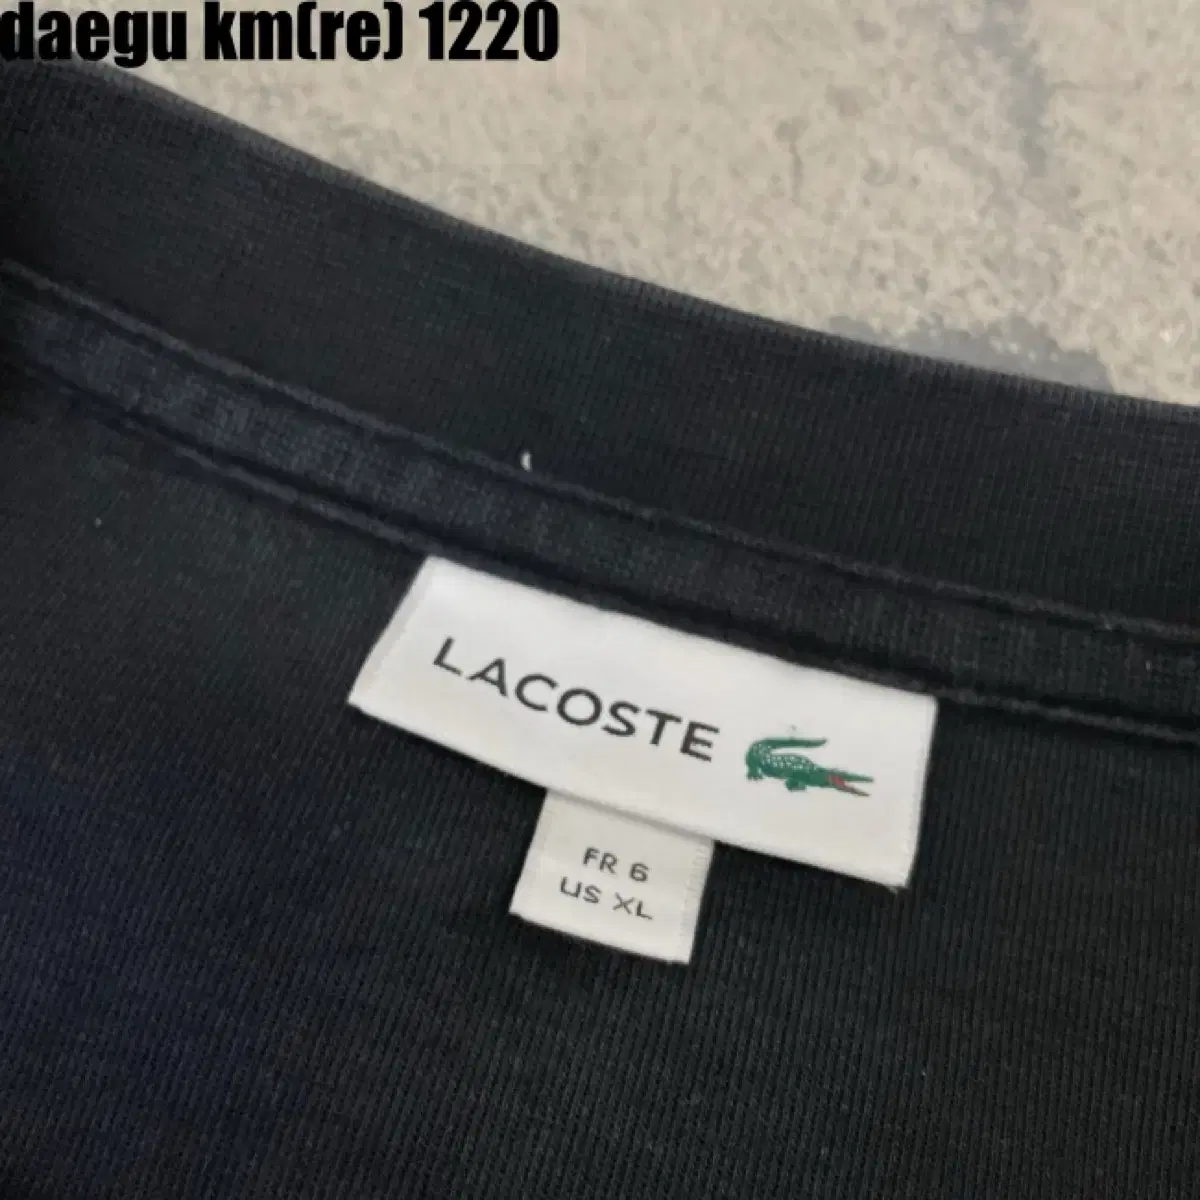 daegu km(re) 1220
LACOSTE
FR 6
US XL